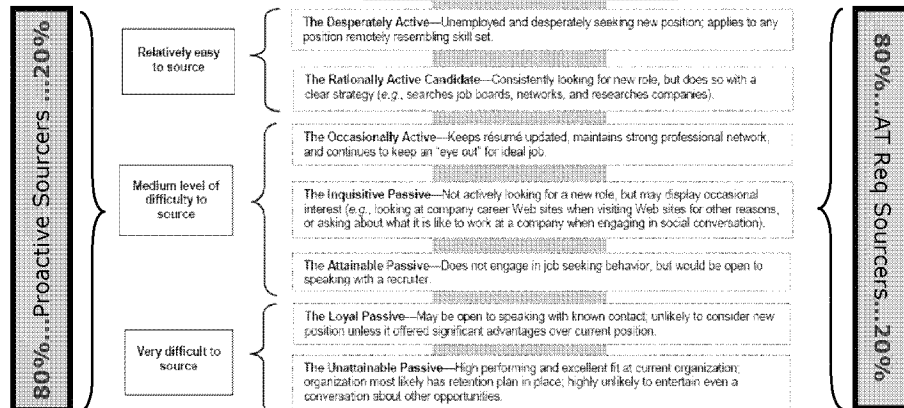 80%...Proactive Sourcers ...20%
Relatively easy
to source
The Desperately Active—Unemployed and desperately seeking new position; applies to any
position remotely resembling skill set.
The Rationally Active Candidate—Consistently looking for new role, but does so with a
clear strategy (e.g., searches job boards, networks, and researches companies).
Medium level of
difficulty to
source
The Occasionally Active—Keeps résumé updated, maintains strong professional network,
and continues to keep an "eye out" for ideal job.
The Inquisitive Passive—Not actively looking for a new role, but may display occasional
interest (e.g., looking at company career Web sites when visiting Web sites for other reasons,
or asking about what it is like to work at a company when engaging in social conversation).
The Attainable Passive—Does not engage in job seeking behavior, but would be open to
speaking with a recruiter.
Very difficult to
source
The Loyal Passive—May be open to speaking with known contact; unlikely to consider new
position unless it offered significant advantages over current position.
The Unattainable Passive—High performing and excellent fit at current organization;
organization most likely has retention plan in place; highly unlikely to entertain even a
conversation about other opportunities.
80%...AT Req Sourcers...20%